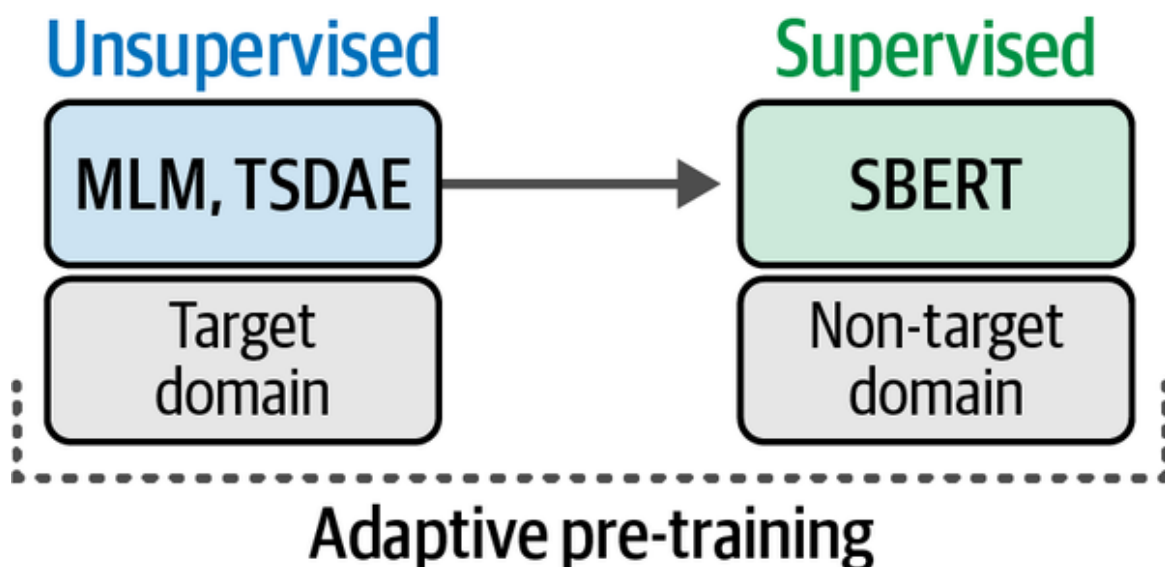 Unsupervised
Supervised
MLM, TSDAE
SBERT
Target
domain
Non-target
domain
Adaptive pre-training